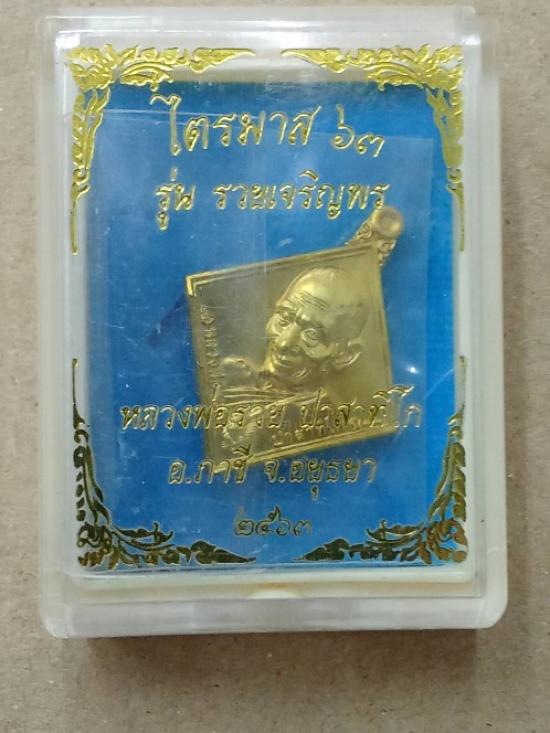 ไตรมาส ๖๓
รุ่น รวยเจริญพร
หลวงพ่อรวย ปาสาทิโก
อ.ภาชี จ.อยุธยา
๒๕๖๓